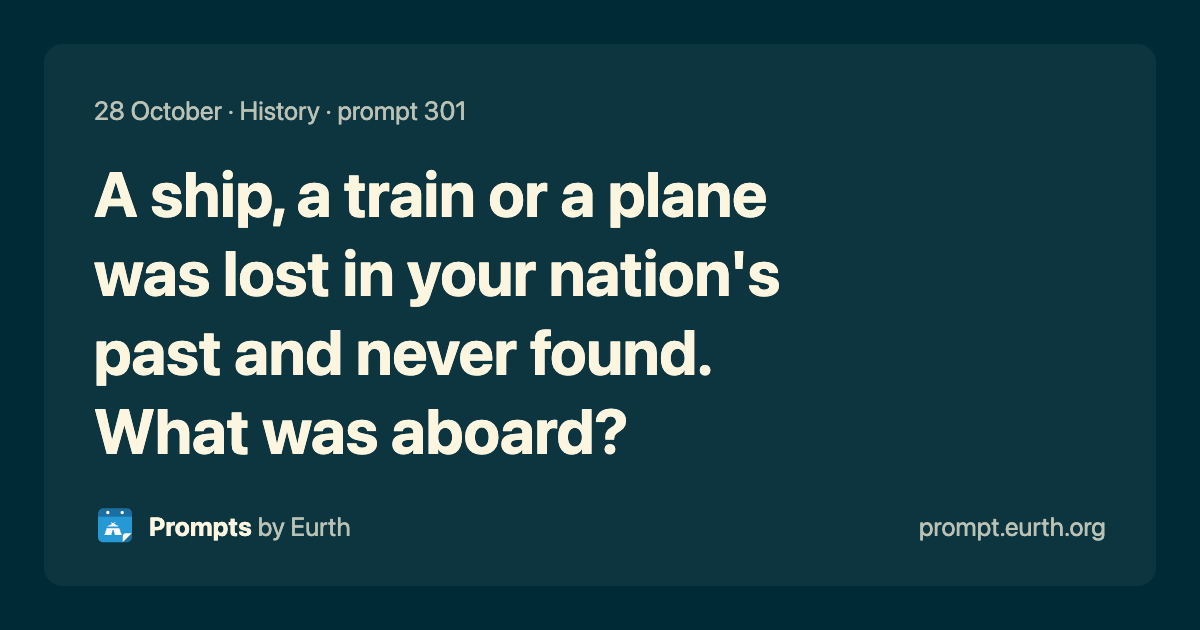 28 October · History · prompt 301
A ship, a train or a plane
was lost in your nation's
past and never found.
What was aboard?
Prompts by Eurth
prompt.eurth.org